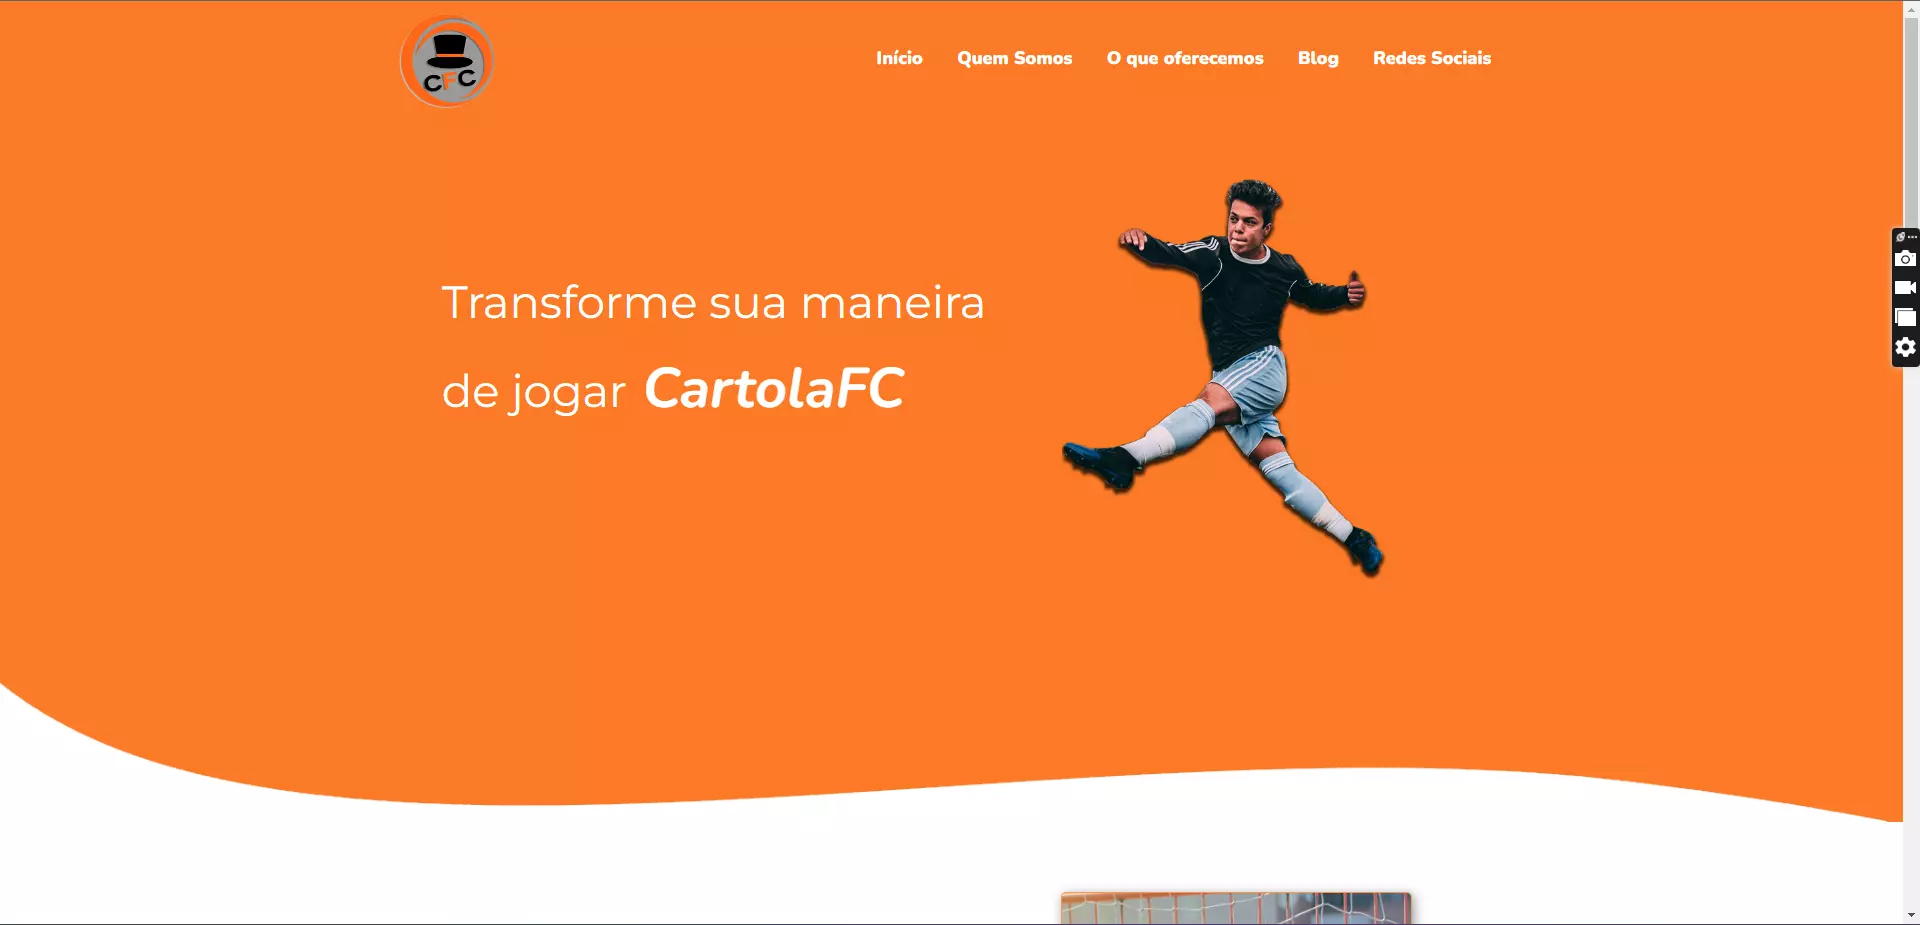 CFC
Início
Quem Somos
O que oferecemos
Blog
Redes Sociais
Transforme sua maneira
de jogar CartolaFC